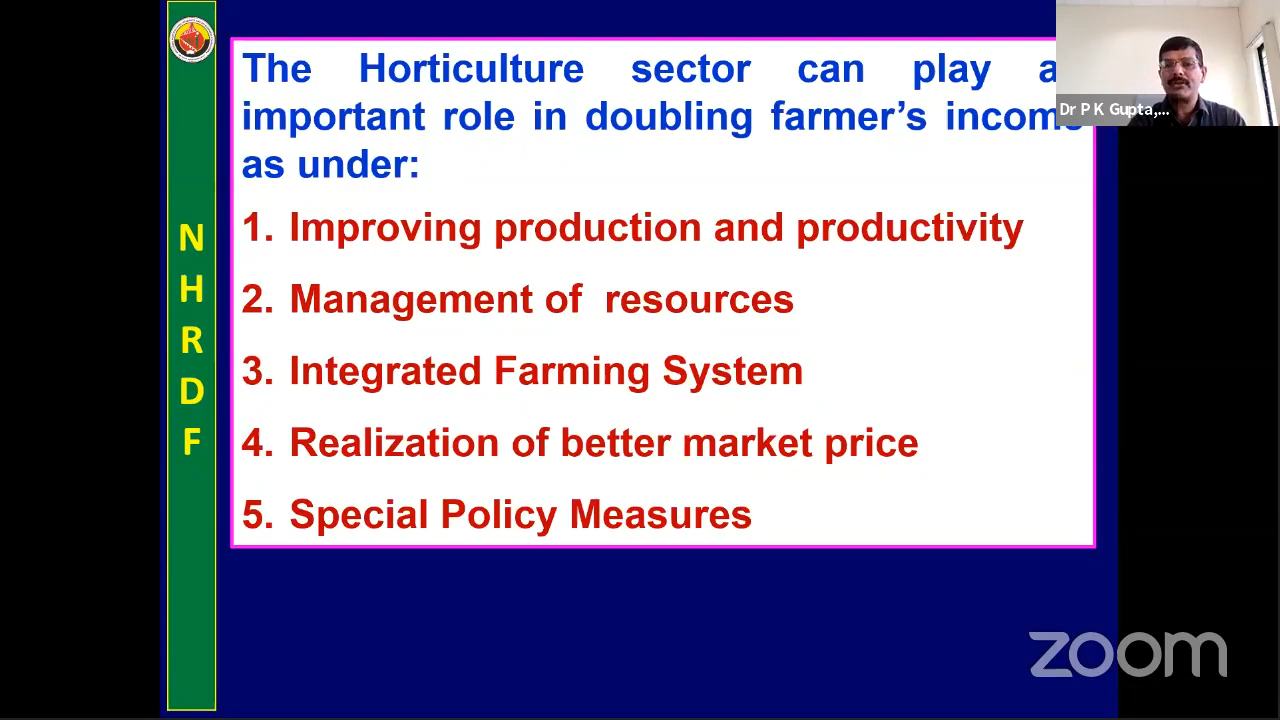 The Horticulture sector can play a
important role in doubling farmer's income
as under:
1. Improving production and productivity
2. Management of resources
3. Integrated Farming System
4. Realization of better market price
5. Special Policy Measures
N
H
R
D
F
Dr P K Gupta,...
zoom